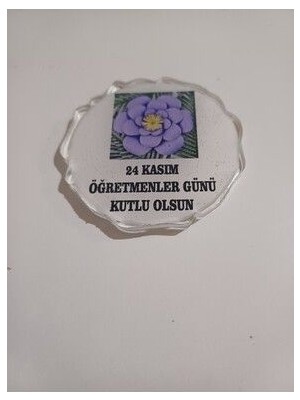 24 KASIM
ÖĞRETMENLER GÜNÜ
KUTLU OLSUN